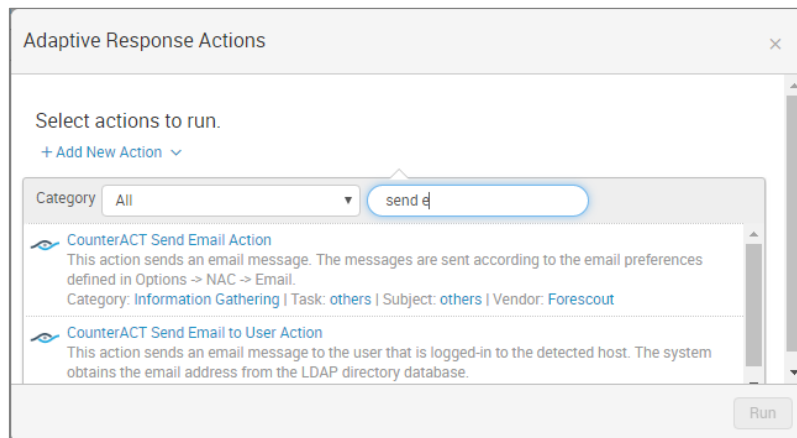 Adaptive Response Actions
×
Select actions to run.
+ Add New Action
Category All send e
CounterACT Send Email Action
This action sends an email message. The messages are sent according to the email preferences
defined in Options -> NAC -> Email.
Category: Information Gathering | Task: others | Subject: others | Vendor: Forescout
CounterACT Send Email to User Action
This action sends an email message to the user that is logged-in to the detected host. The system
obtains the email address from the LDAP directory database.
Run